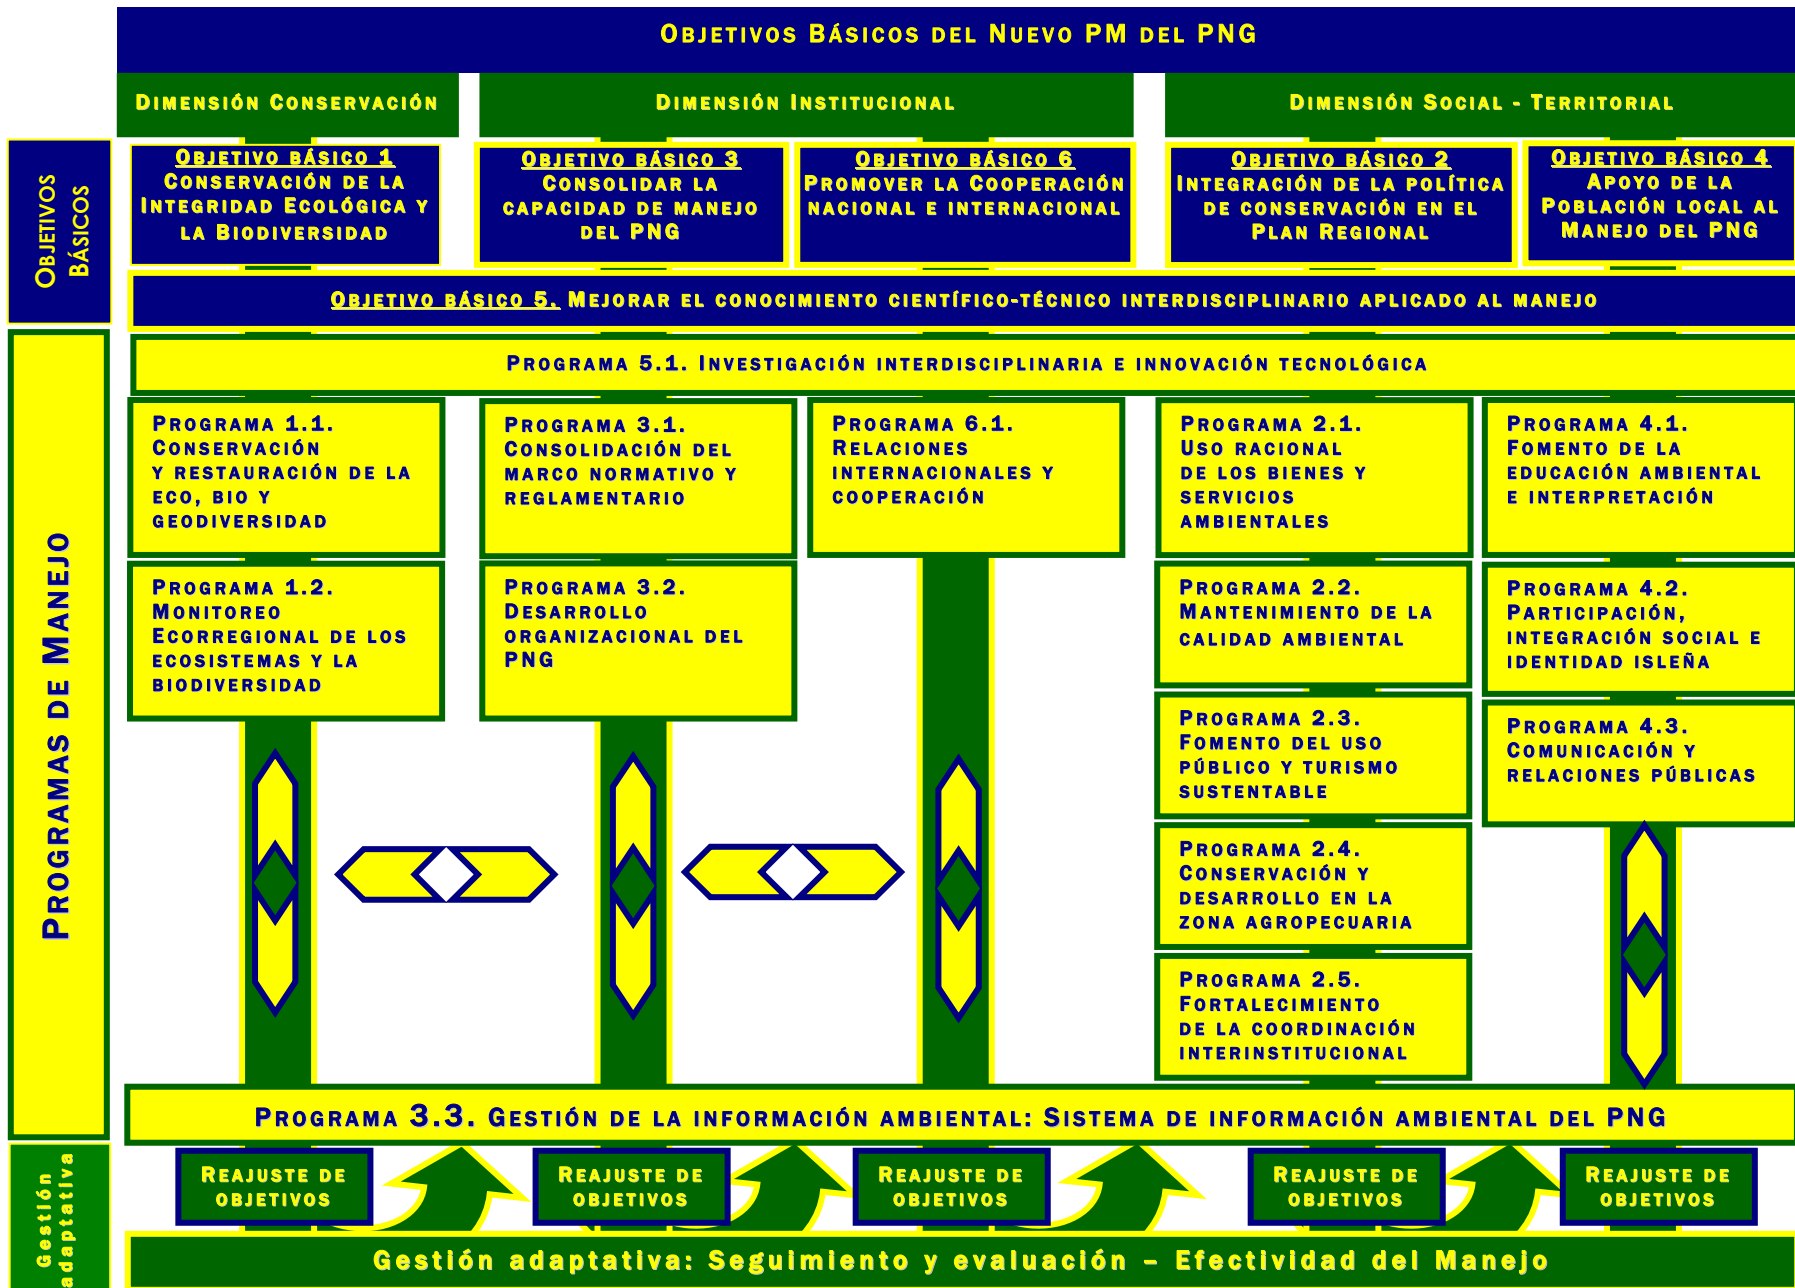 Objetivos Básicos del Nuevo PM del PNG
Dimensión Conservación
Dimensión Institucional
Dimensión Social - Territorial
Objetivos
Básicos
Objetivo básico 1
Conservación de la
Integridad Ecológica y
la Biodiversidad
Objetivo básico 3
Consolidar la
capacidad de manejo
del PNG
Objetivo básico 6
Promover la Cooperación
nacional e internacional
Objetivo básico 2
Integración de la política
de conservación en el
Plan Regional
Objetivo básico 4
Apoyo de la
Población local al
Manejo del PNG
Objetivo básico 5. Mejorar el conocimiento científico-técnico interdisciplinario aplicado al manejo
Programas de Manejo
Programa 5.1. Investigación interdisciplinaria e innovación tecnológica
Programa 1.1.
Conservación
y restauración de la
eco, bio y
geodiversidad
Programa 1.2.
Monitoreo
Ecorregional de los
ecosistemas y la
biodiversidad
Programa 3.1.
Consolidación del
marco normativo y
reglamentario
Programa 3.2.
Desarrollo
organizacional del
PNG
Programa 6.1.
Relaciones
internacionales y
cooperación
Programa 2.1.
Uso racional
de los bienes y
servicios
ambientales
Programa 2.2.
Mantenimiento de la
calidad ambiental
Programa 2.3.
Fomento del uso
público y turismo
sustentable
Programa 2.4.
Conservación y
desarrollo en la
zona agropecuaria
Programa 2.5.
Fortalecimiento
de la coordinación
interinstitucional
Programa 4.1.
Fomento de la
educación ambiental
e interpretación
Programa 4.2.
Participación,
integración social e
identidad isleña
Programa 4.3.
Comunicación y
relaciones públicas
Programa 3.3. Gestión de la información ambiental: Sistema de información ambiental del PNG
Gestión
adaptativa
Reajuste de
objetivos
Reajuste de
objetivos
Reajuste de
objetivos
Reajuste de
objetivos
Reajuste de
objetivos
Gestión adaptativa: Seguimiento y evaluación – Efectividad del Manejo